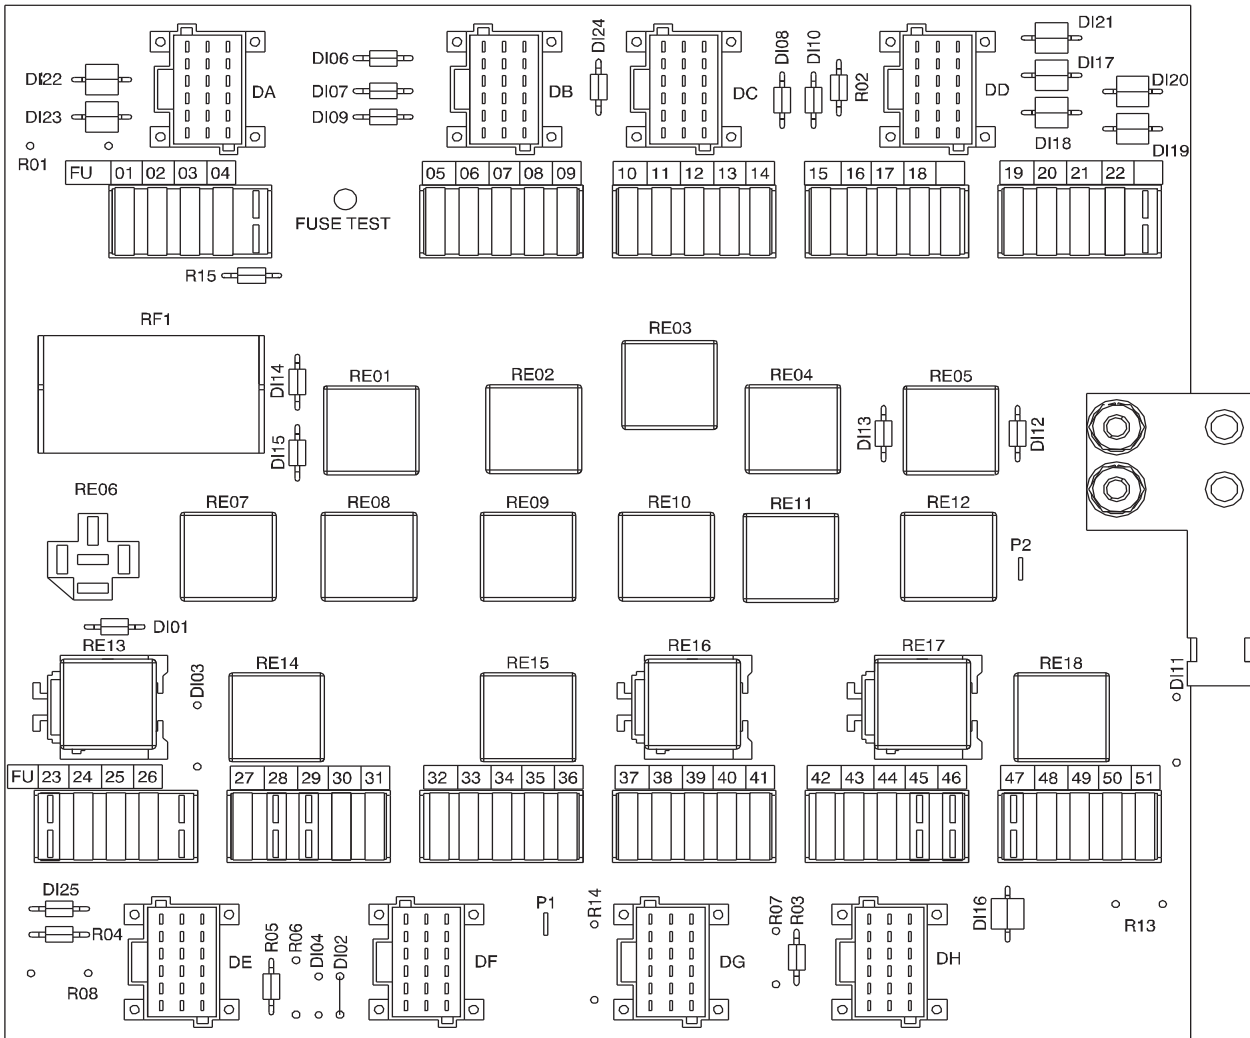 DI22
DI23
R01
DA
DI06
DI07
DI09
DB
DI24
DC
DI08
DI10
R02
DD
DI21
DI17
DI18
DI20
DI19
FU 01 02 03 04
05 06 07 08 09
10 11 12 13 14
15 16 17 18
19 20 21 22
FUSE TEST
R15
RF1
DI14
DI15
RE01
RE02
RE03
RE04
DI13
RE05
DI12
RE06
RE07
RE08
RE09
RE10
RE11
RE12
P2
DI01
RE13
DI03
RE14
RE15
RE16
RE17
RE18
DI11
FU 23 24 25 26
27 28 29 30 31
32 33 34 35 36
37 38 39 40 41
42 43 44 45 46
47 48 49 50 51
DI25
R04
R08
DE
R05
R06
DI04
DI02
DF
P1
R14
DG
R07
R03
DH
DI16
R13